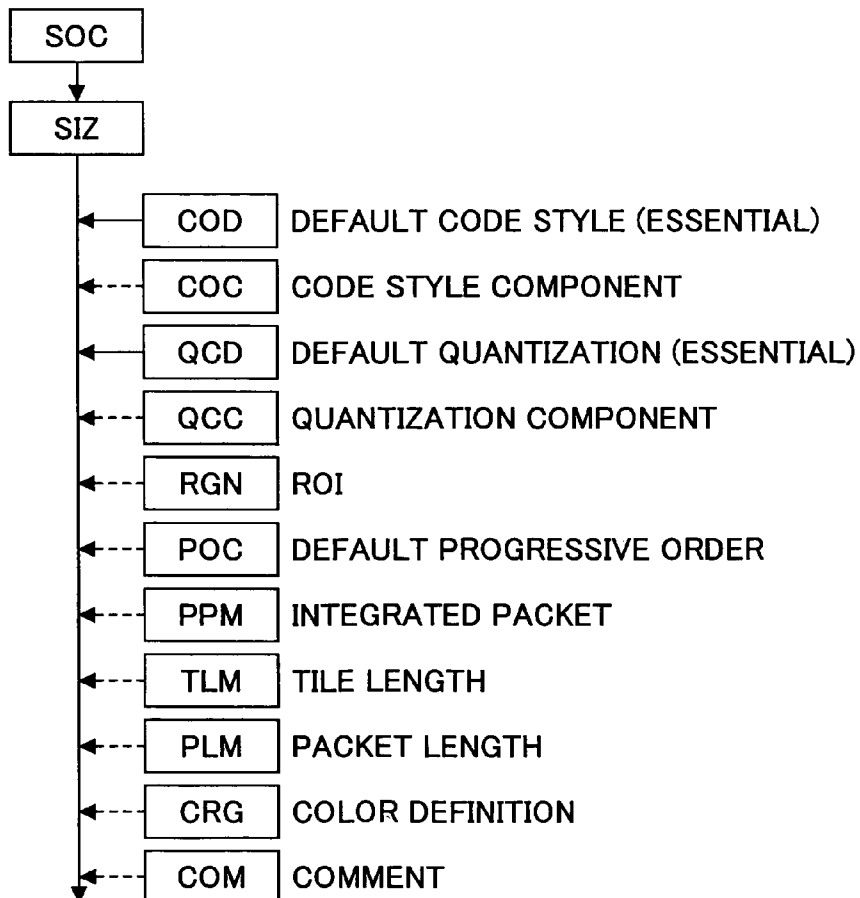 SOC
SIZ
COD DEFAULT CODE STYLE (ESSENTIAL)
COC CODE STYLE COMPONENT
QCD DEFAULT QUANTIZATION (ESSENTIAL)
QCC QUANTIZATION COMPONENT
RGN ROI
POC DEFAULT PROGRESSIVE ORDER
PPM INTEGRATED PACKET
TLM TILE LENGTH
PLM PACKET LENGTH
CRG COLOR DEFINITION
COM COMMENT